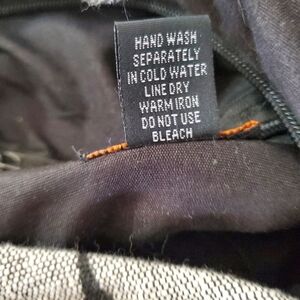 HAND WASH
SEPARATELY
IN COLD WATER
LINE DRY
WARM IRON
DO NOT USE
BLEACH